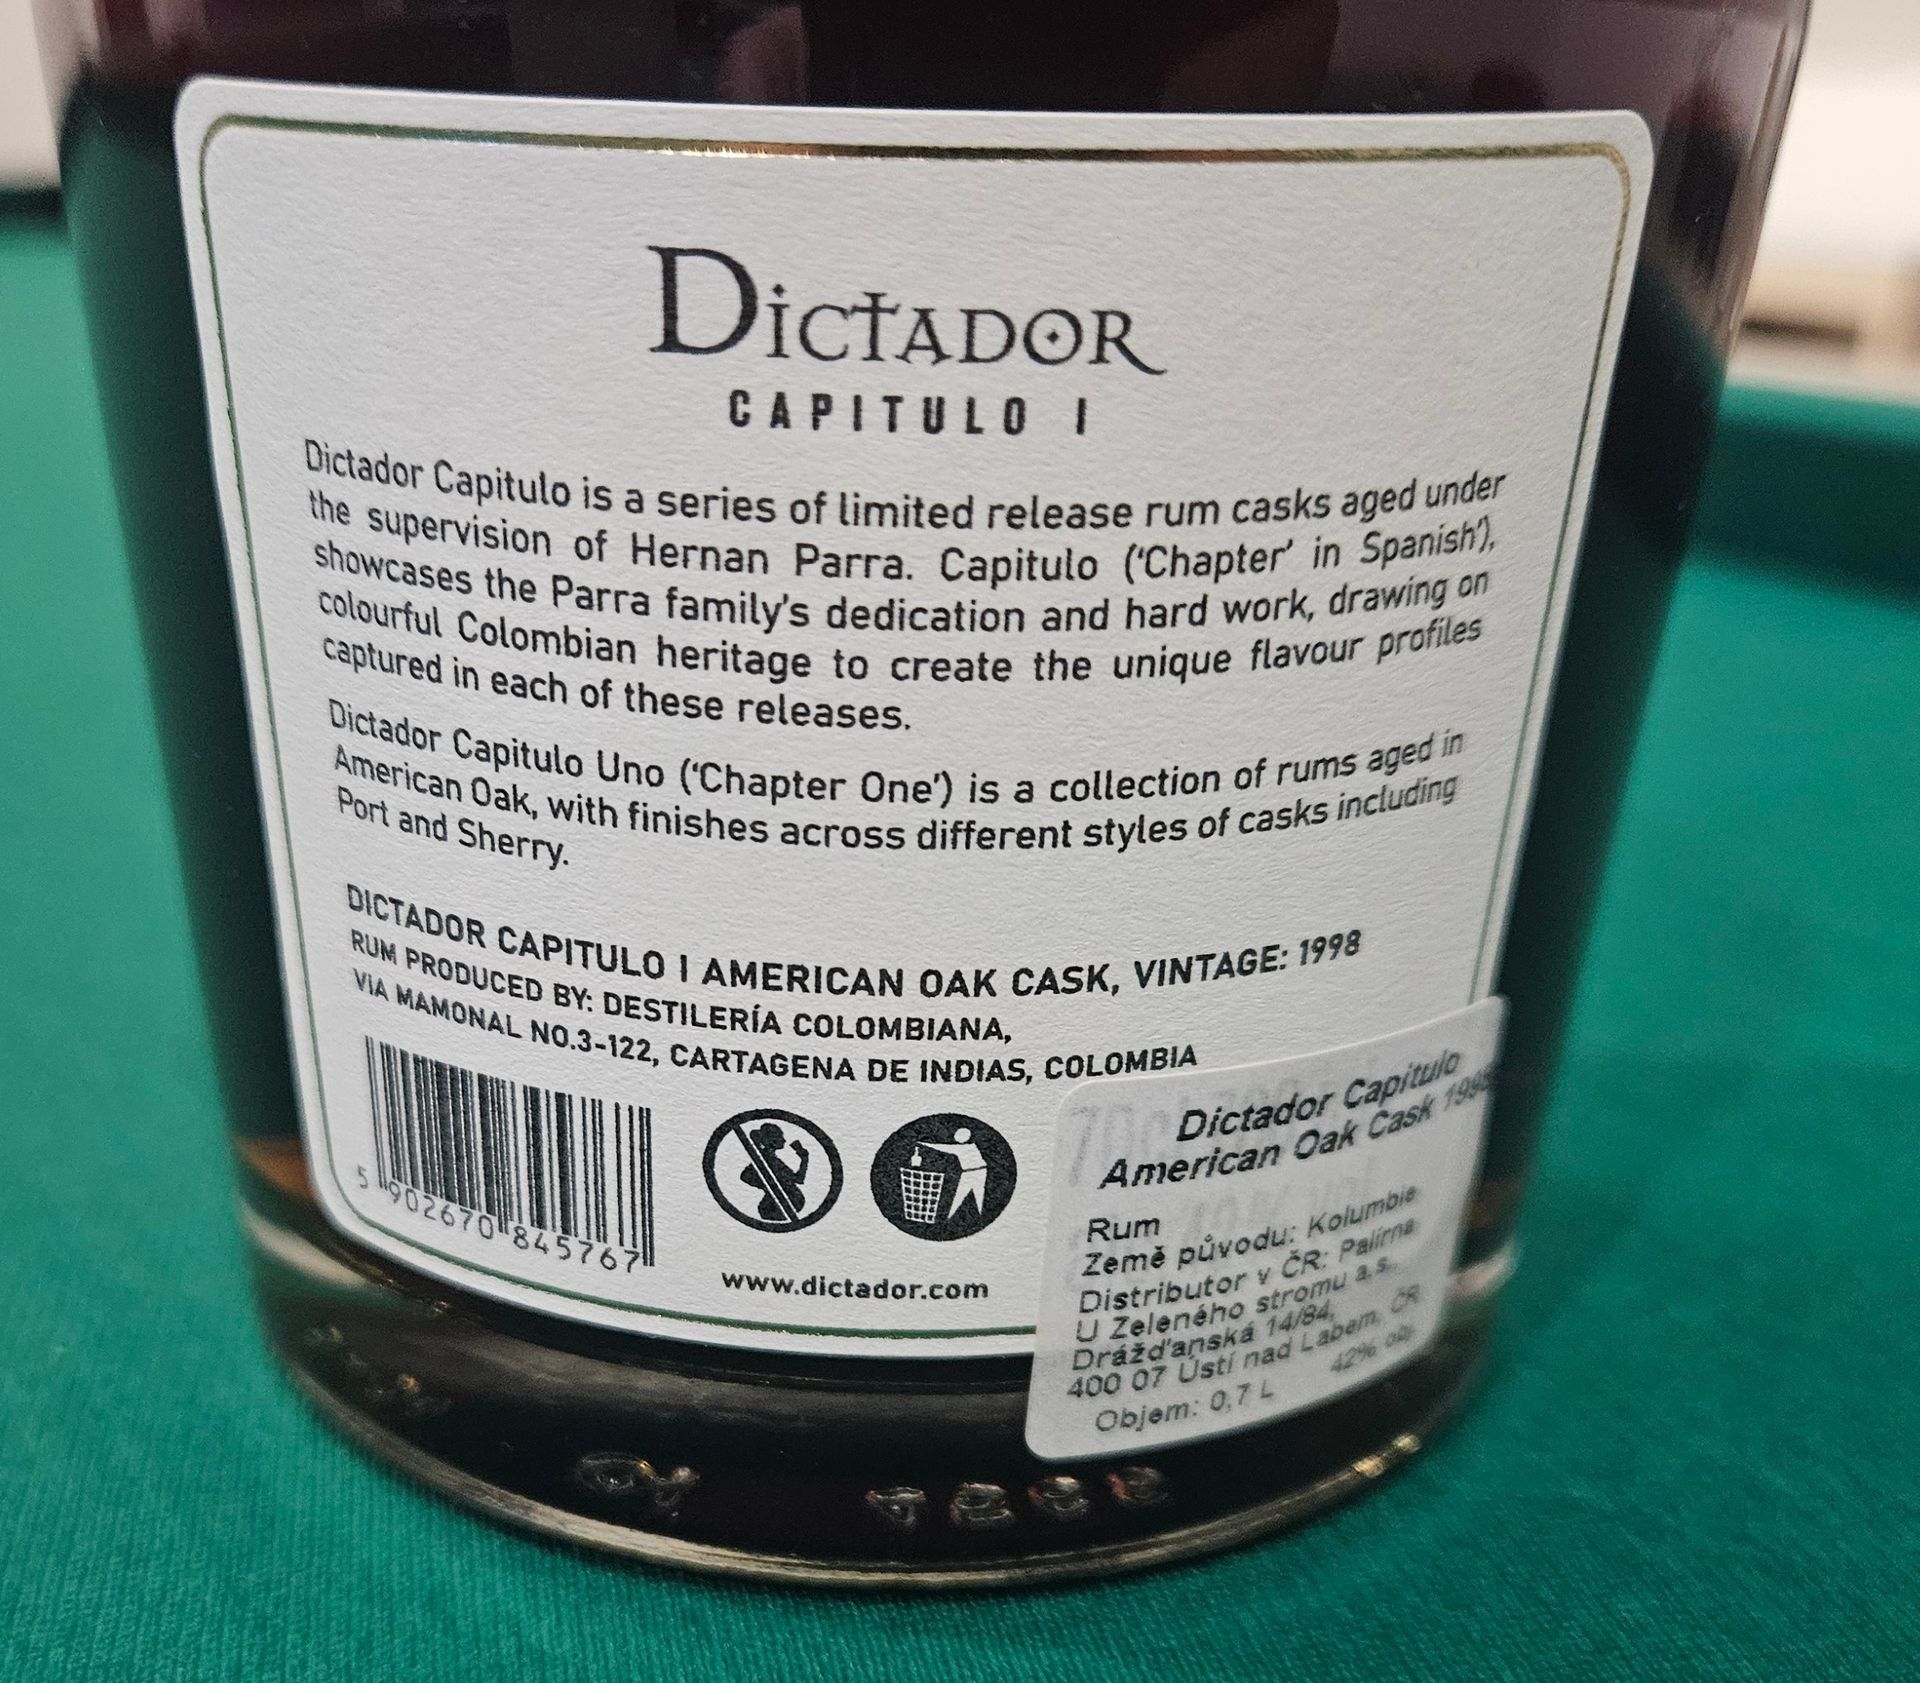 DICTADOR
CAPITULO I
Dictador Capitulo is a series of limited release rum casks aged under
the supervision of Hernan Parra. Capitulo (‘Chapter’ in Spanish’),
showcases the Parra family’s dedication and hard work, drawing on
colourful Colombian heritage to create the unique flavour profiles
captured in each of these releases.
Dictador Capitulo Uno (‘Chapter One’) is a collection of rums aged in
American Oak, with finishes across different styles of casks including
Port and Sherry.
DICTADOR CAPITULO I AMERICAN OAK CASK, VINTAGE: 1998
RUM PRODUCED BY: DESTILERÍA COLOMBIANA,
VIA MAMONAL NO.3-122, CARTAGENA DE INDIAS, COLOMBIA
5 902670 845767
www.dictador.com
Dictador Capitulo
American Oak Cask 1998
Rum
Země původu: Kolumbie
Distributor v ČR: Palírna
U Zeleného stromu a.s.,
Drážďanská 14/84,
400 07 Ústí nad Labem, ČR
Objem: 0,7 L 42% obj